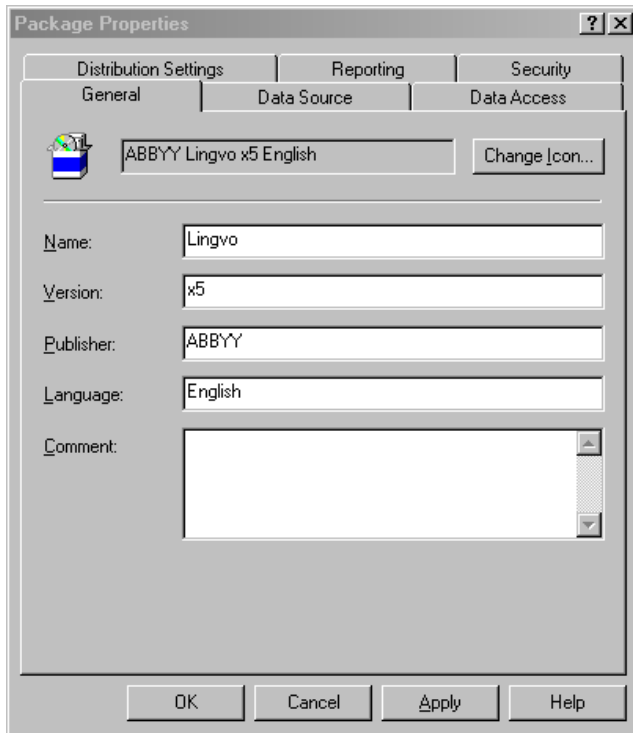 Package Properties
Distribution Settings Reporting Security
General Data Source Data Access
ABBYY Lingvo x5 English Change Icon...
Name: Lingvo
Version: x5
Publisher: ABBYY
Language: English
Comment:
OK Cancel Apply Help